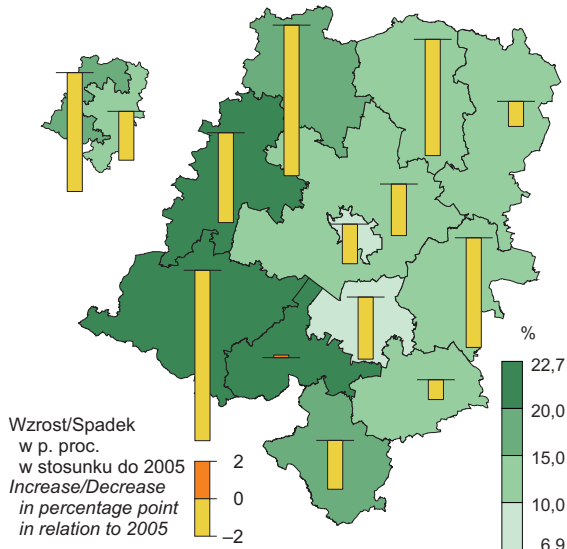 %
22,7
20,0
15,0
10,0
6,9
Wzrost/Spadek
w p. proc.
w stosunku do 2005
Increase/Decrease
in percentage point
in relation to 2005
2
0
–2